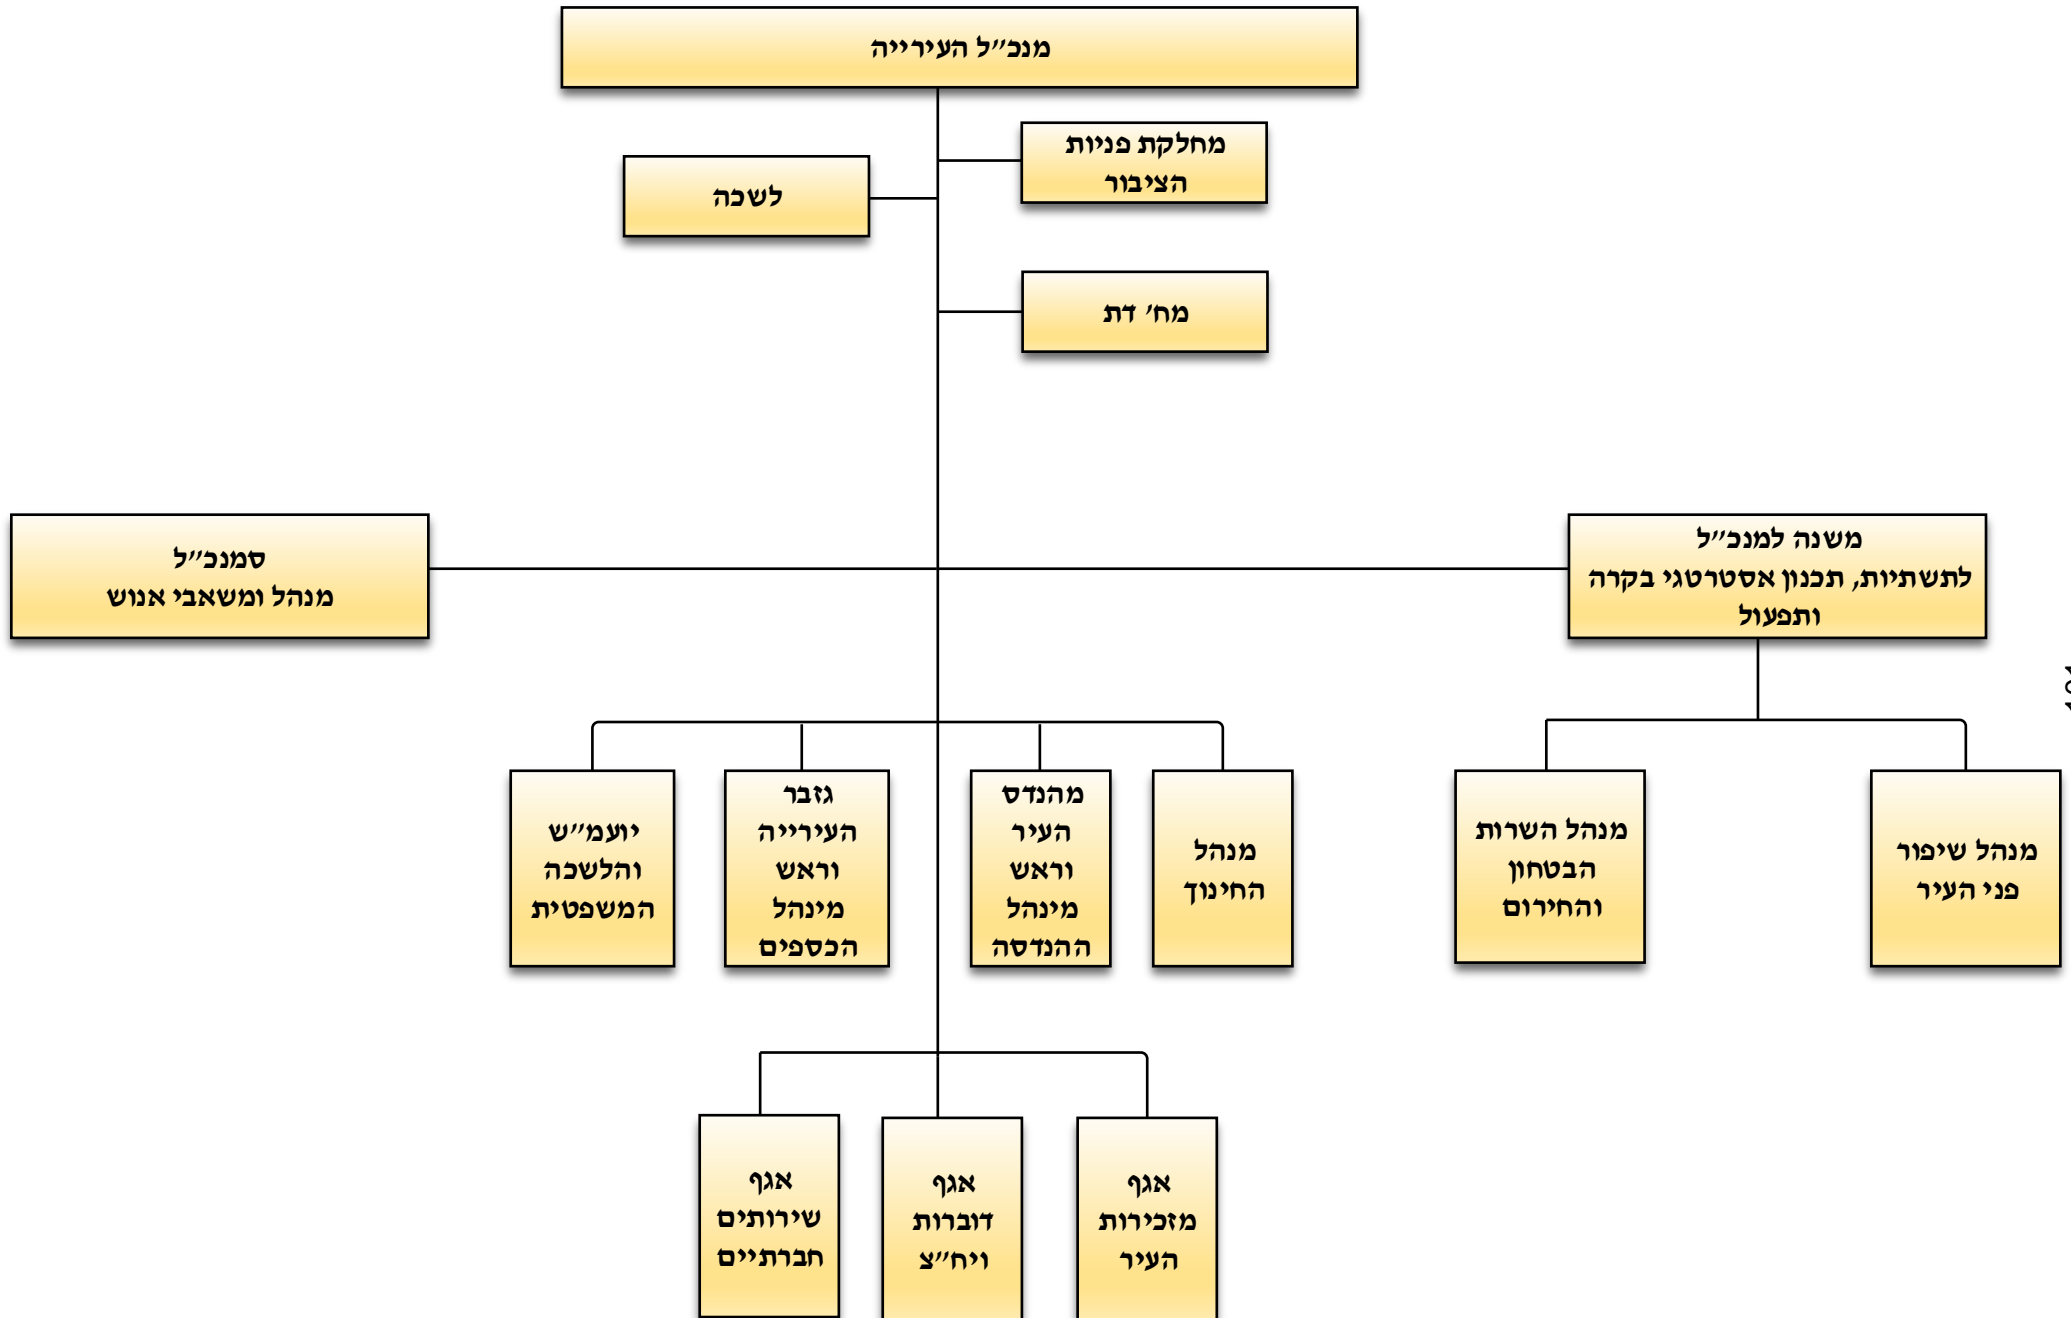 מנכ״ל העירייה
מחלקת פניות
הציבור
לשכה
מח׳ דת
משנה למנכ״ל
לתשתיות, תכנון אסטרטגי בקרה
ותפעול
סמנכ״ל
מנהל ומשאבי אנוש
מנהל שיפור
פני העיר
מנהל השרות
הבטחון
והחירום
מנהל
החינוך
מהנדס
העיר
וראש
מינהל
ההנדסה
גזבר
העירייה
וראש
מינהל
הכספים
יועמ״ש
והלשכה
המשפטית
אגף
מזכירות
העיר
אגף
דוברות
ויח״צ
אגף
שירותים
חברתיים